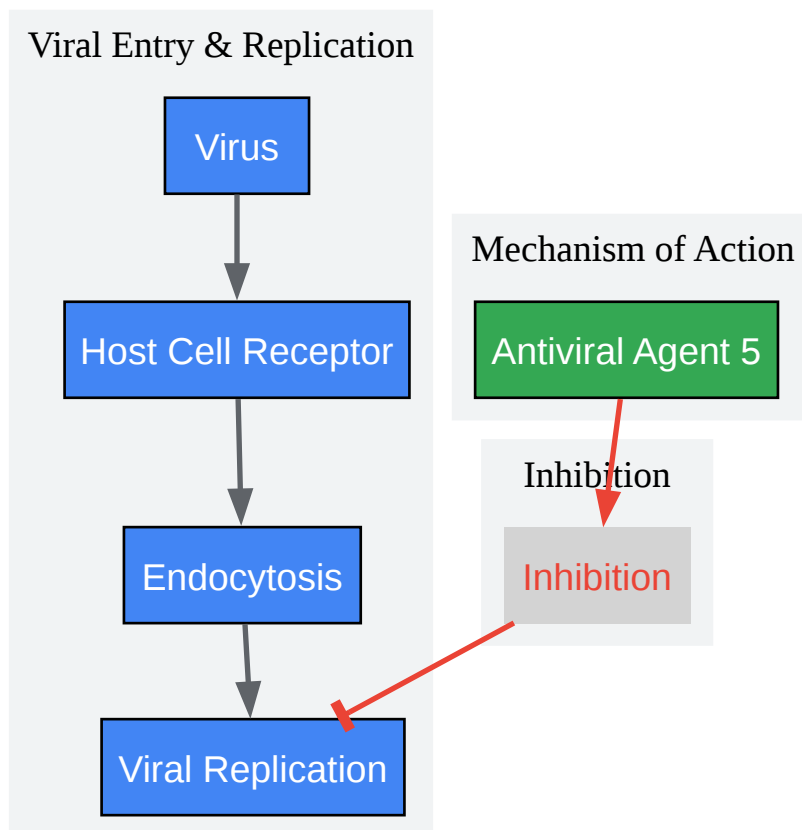 Viral Entry & Replication
Virus
Host Cell Receptor
Endocytosis
Viral Replication
Mechanism of Action
Antiviral Agent 5
Inhibition
Inhibition